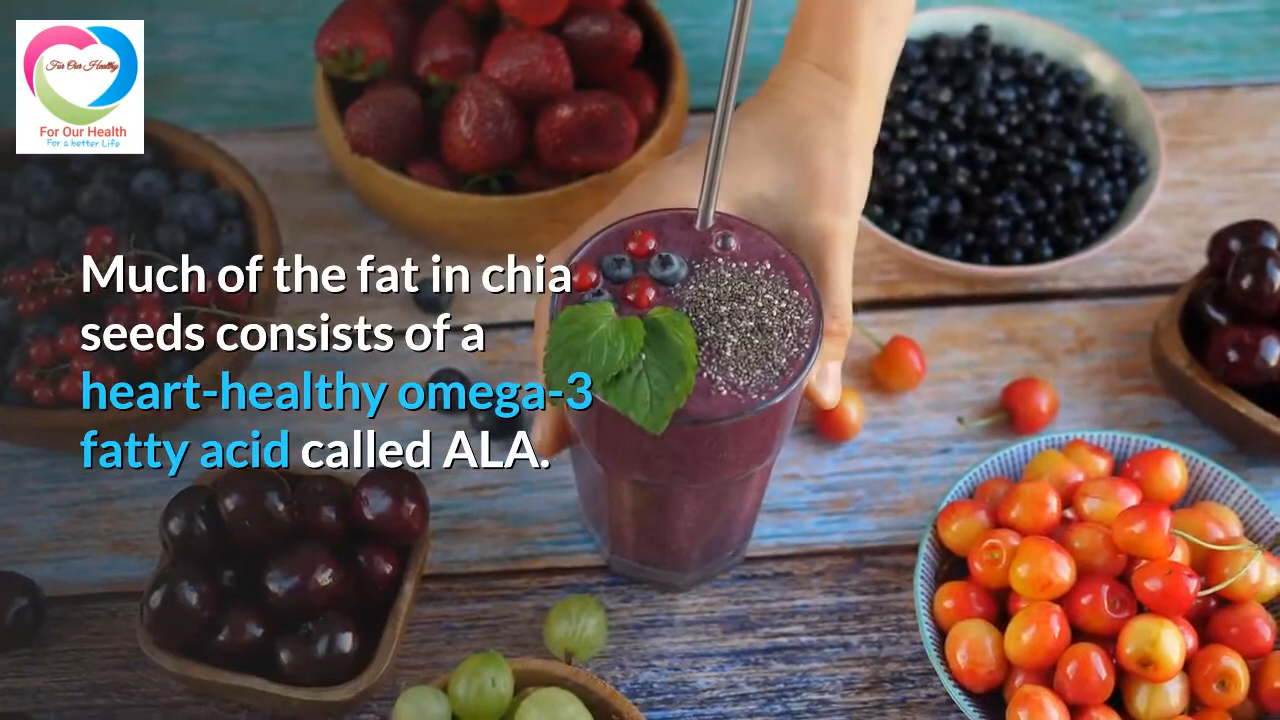 For Our Healthy
For Our Health
For a better Life
Much of the fat in chia
seeds consists of a
heart-healthy omega-3
fatty acid called ALA.